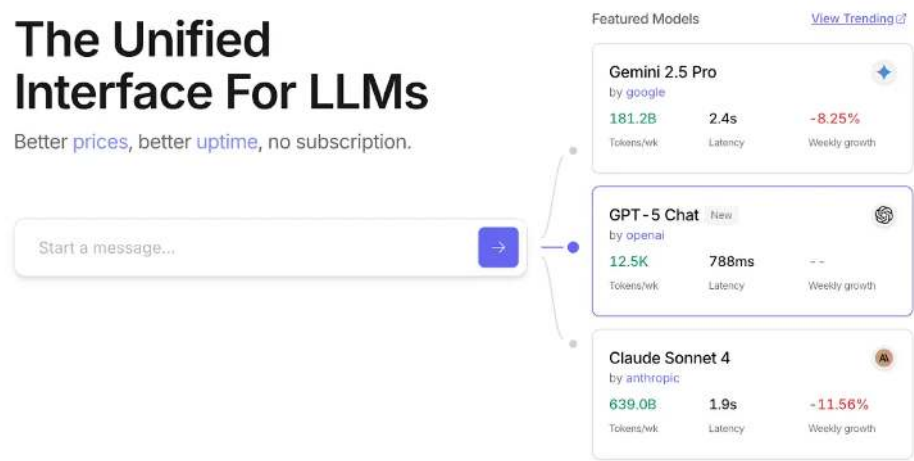 The Unified
Interface For LLMs
Better prices, better uptime, no subscription.
Start a message...
Featured Models
View Trending
Gemini 2.5 Pro
by google
181.2B 2.4s -8.25%
Tokens/wk Latency Weekly growth
GPT-5 Chat New
by openai
12.5K 788ms --
Tokens/wk Latency Weekly growth
Claude Sonnet 4
by anthropic
639.0B 1.9s -11.56%
Tokens/wk Latency Weekly growth